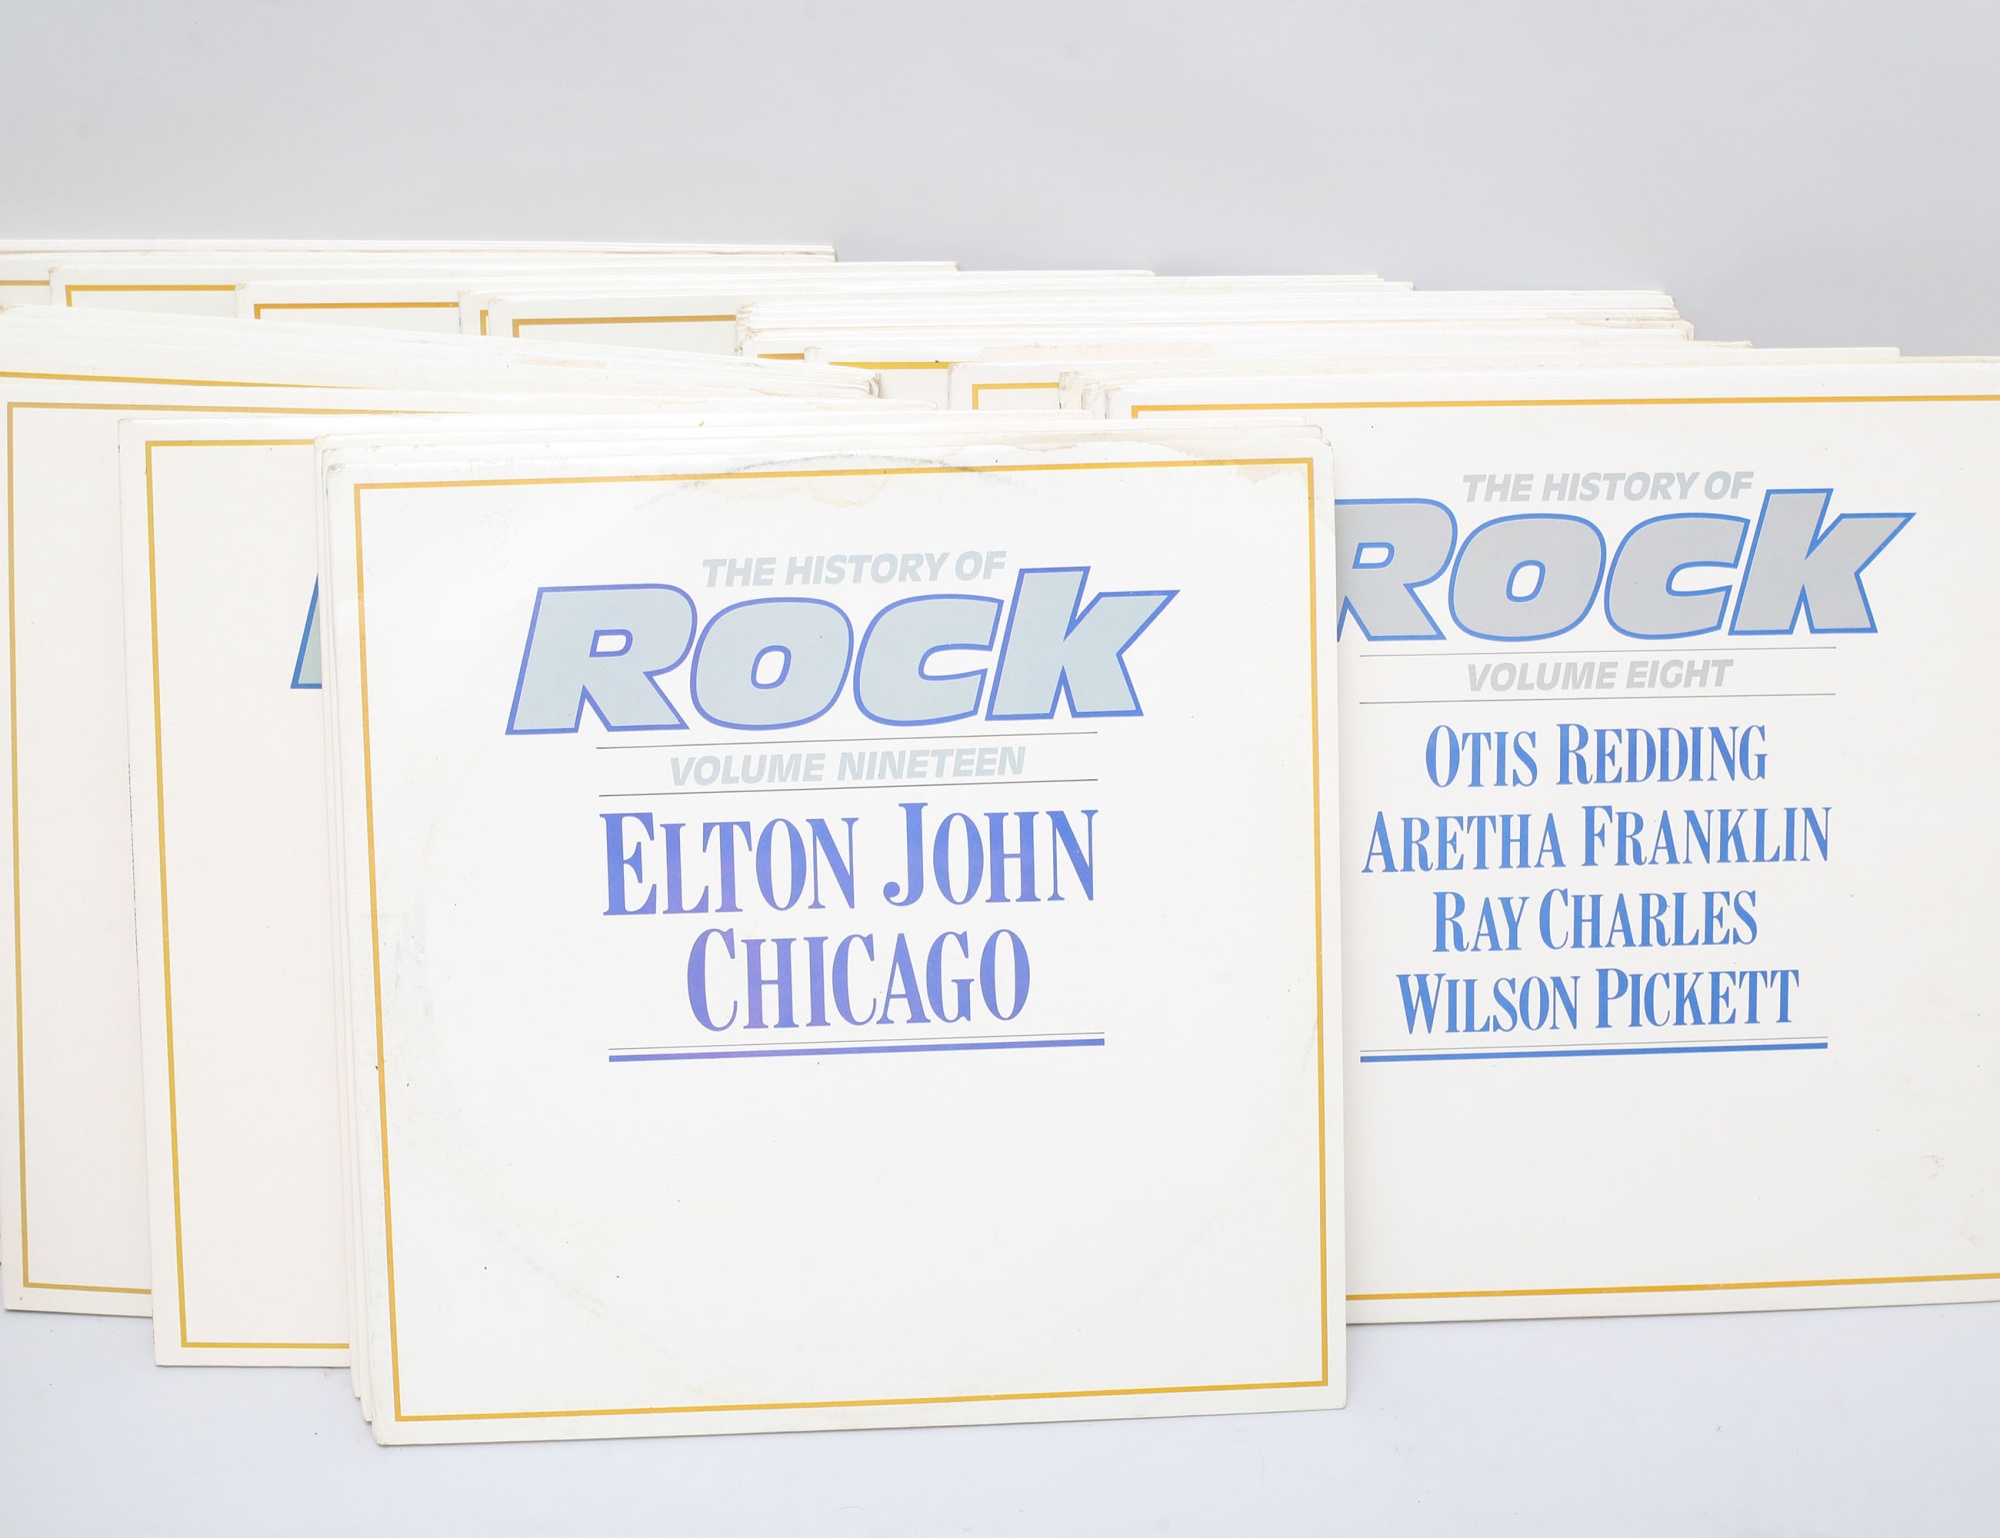 THE HISTORY OF
ROCK
VOLUME NINETEEN
ELTON JOHN
CHICAGO
THE HISTORY OF
ROCK
VOLUME EIGHT
OTIS REDDING
ARETHA FRANKLIN
RAY CHARLES
WILSON PICKETT